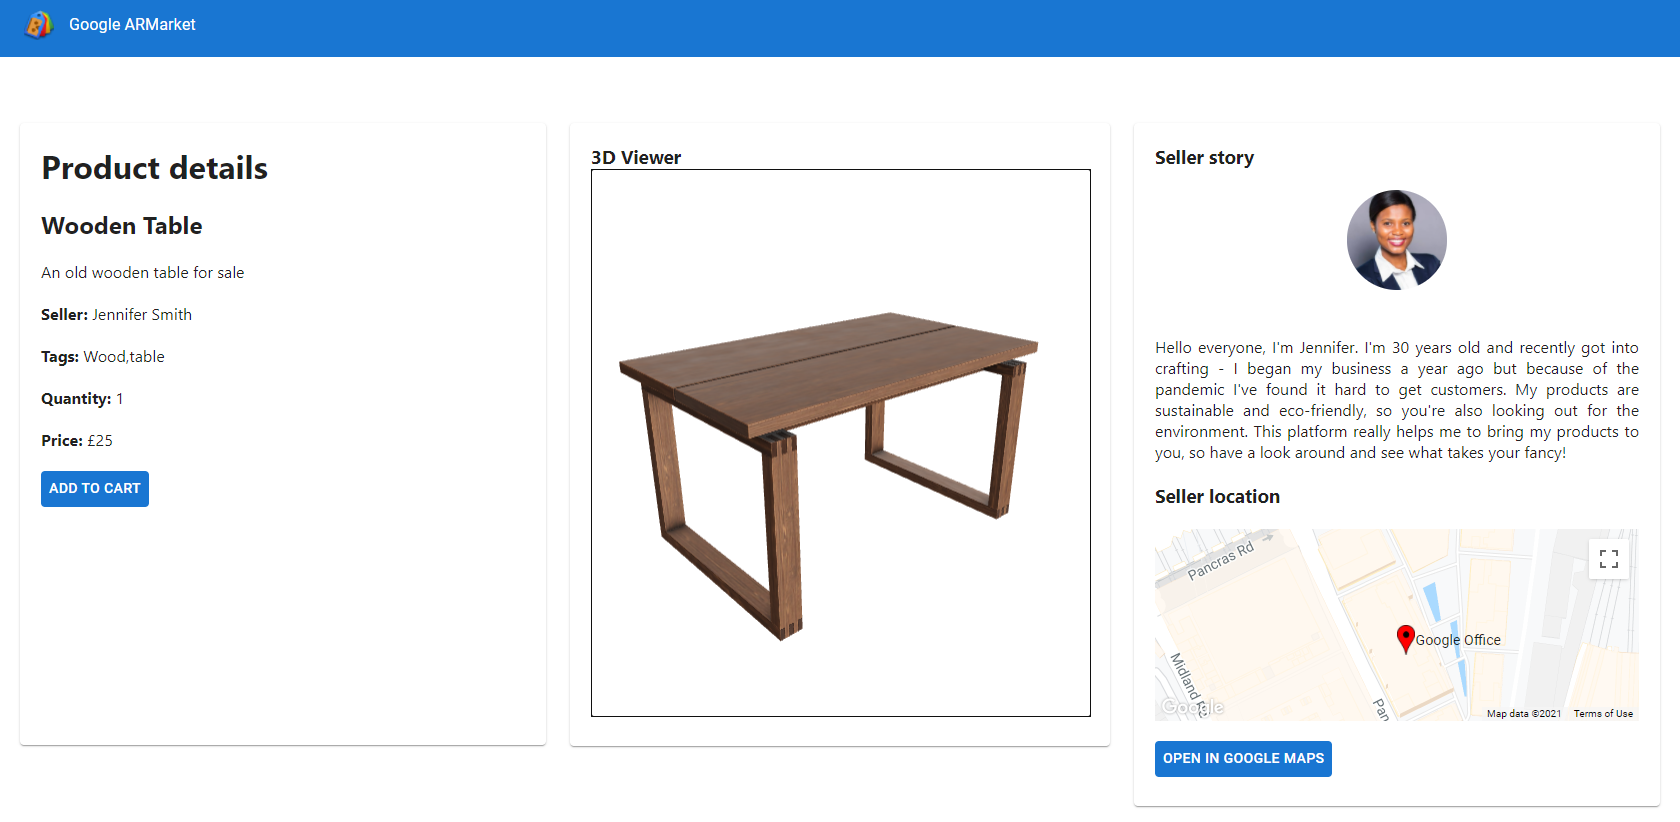 Google ARMarket
Product details
Wooden Table
An old wooden table for sale
Seller: Jennifer Smith
Tags: Wood,table
Quantity: 1
Price: £25
ADD TO CART
3D Viewer
Seller story
Hello everyone, I'm Jennifer. I'm 30 years old and recently got into
crafting - I began my business a year ago but because of the
pandemic I've found it hard to get customers. My products are
sustainable and eco-friendly, so you're also looking out for the
environment. This platform really helps me to bring my products to
you, so have a look around and see what takes your fancy!
Seller location
Pancras Rd
Google Office
Midland Rd
Pan
Google
Map data ©2021
Terms of Use
OPEN IN GOOGLE MAPS